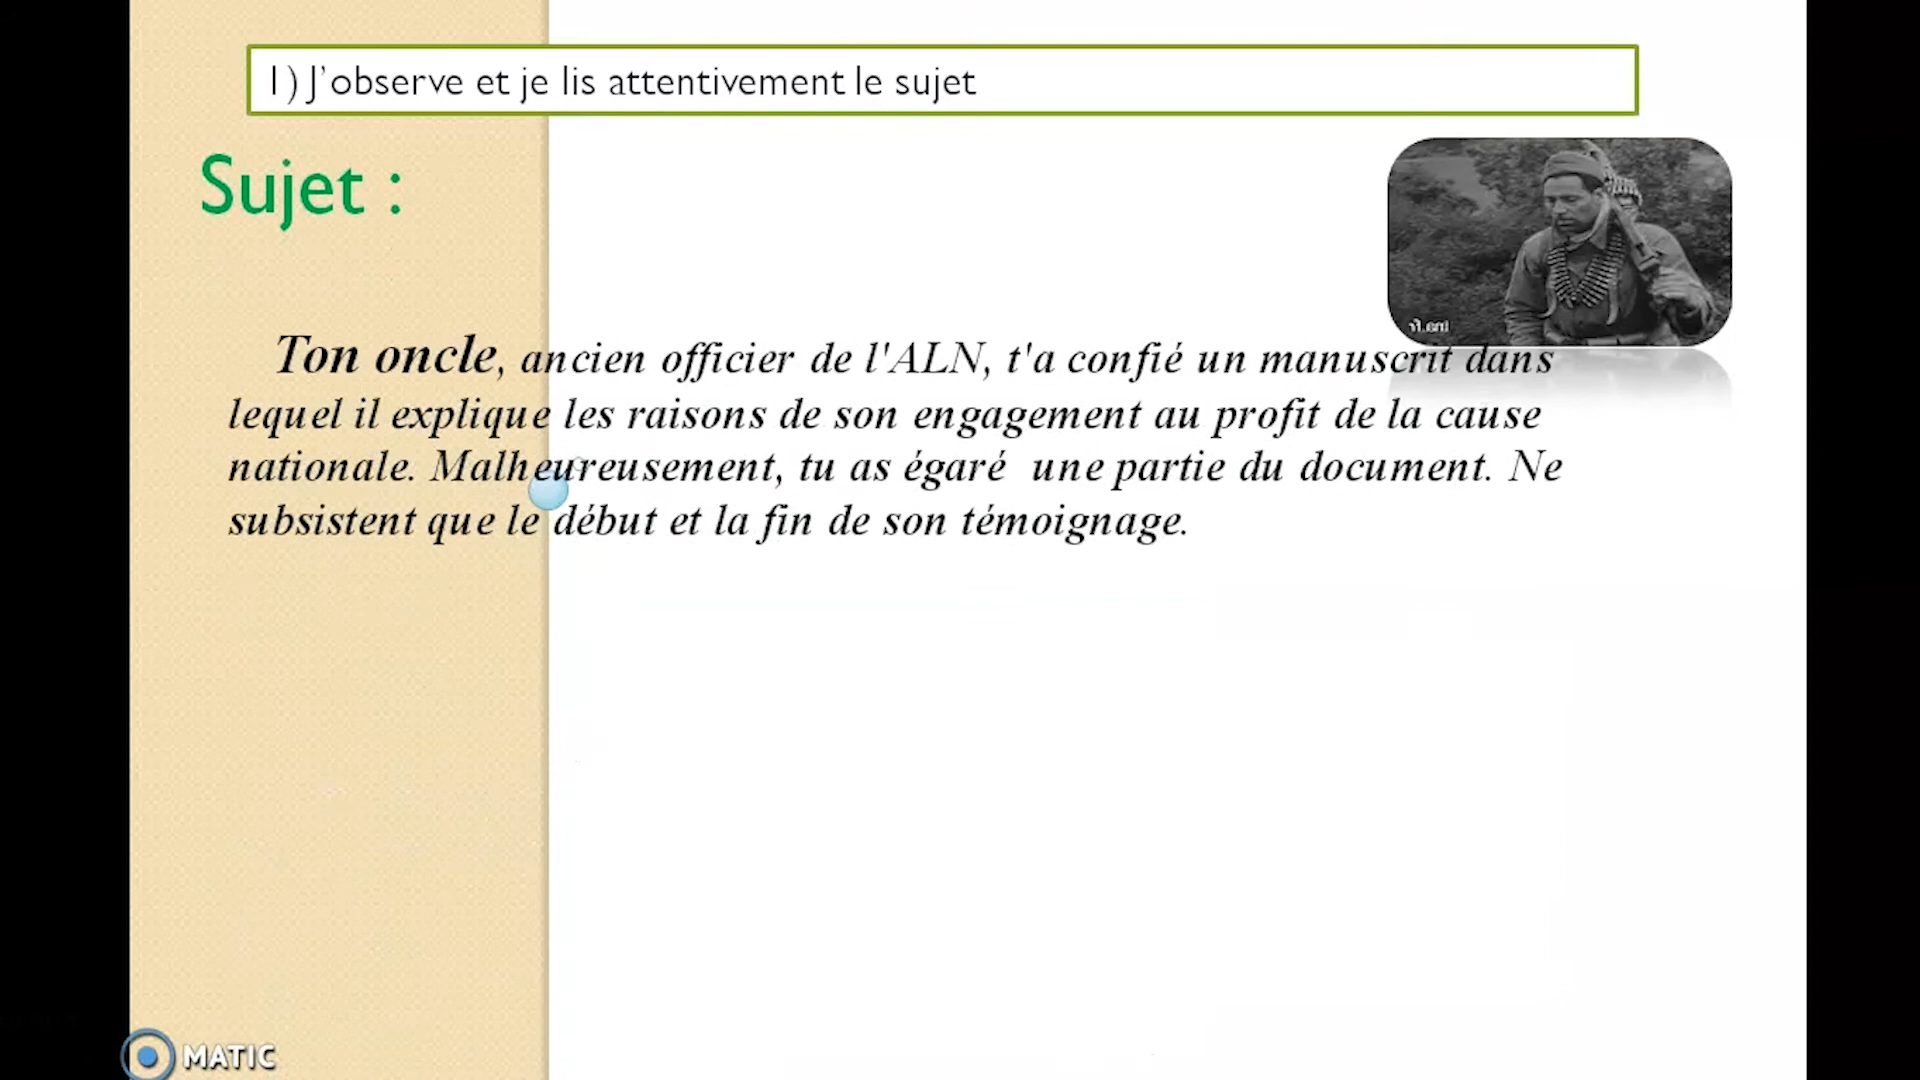 1) J'observe et je lis attentivement le sujet
Sujet :
ina.fr
Ton oncle, ancien officier de l'ALN, t'a confié un manuscrit dans
lequel il explique les raisons de son engagement au profit de la cause
nationale. Malheureusement, tu as égaré une partie du document. Ne
subsistent que le début et la fin de son témoignage.
MATIC